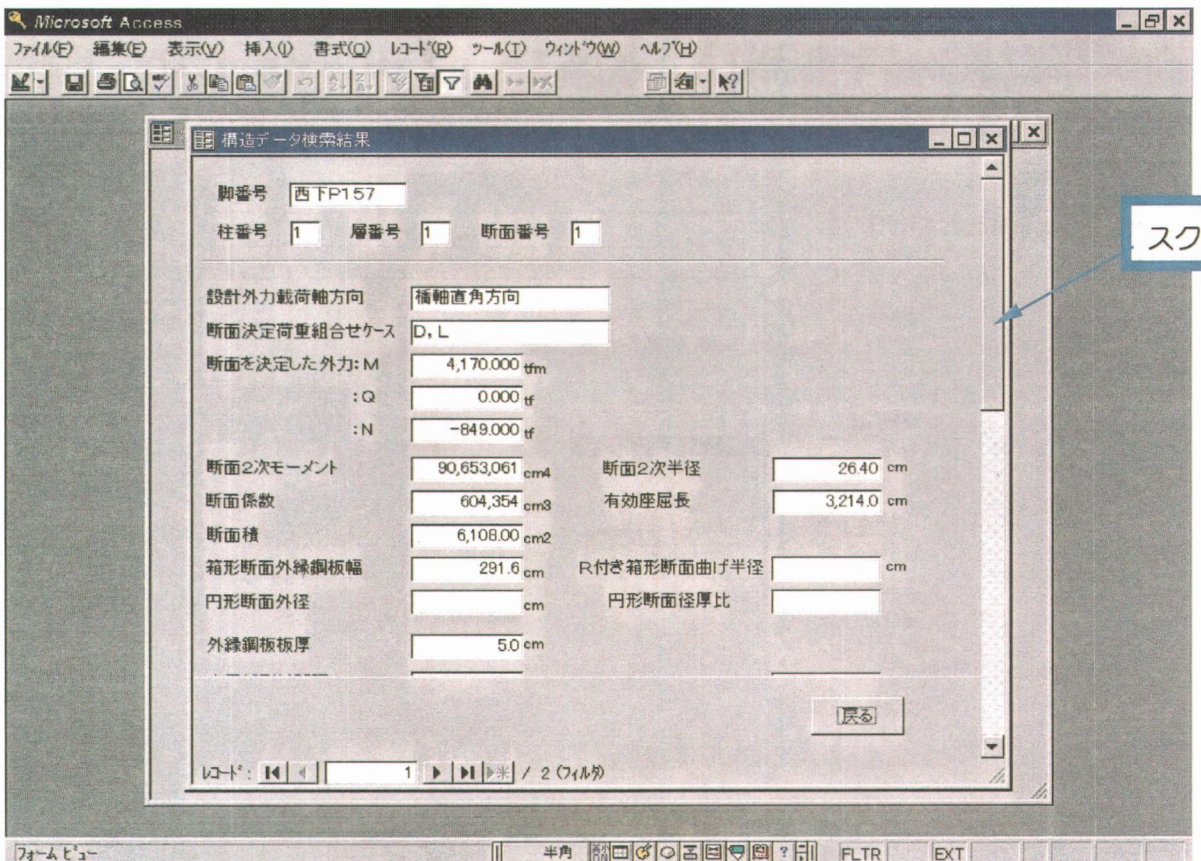 Microsoft Access
ファイル(F) 編集(E) 表示(V) 挿入(I) 書式(O) レコード(R) ツール(T) ウィンドウ(W) ヘルプ(H)
構造データ検索結果
脚番号 西下P157
柱番号 1 層番号 1 断面番号 1
スク
設計外力載荷軸方向 橋軸直角方向
断面決定荷重組合せケース D, L
断面を決定した外力:M 4,170.000 tfm
:Q 0.000 tf
:N -849.000 tf
断面2次モーメント 90,653,061 cm4 断面2次半径 26.40 cm
断面係数 604,354 cm3 有効座屈長 3,214.0 cm
断面積 6,108.00 cm2
箱形断面外縁鋼板幅 291.6 cm R付き箱形断面曲げ半径 cm
円形断面外径 cm 円形断面径厚比
外縁鋼板板厚 5.0 cm
戻る
レコード: 1 / 2 (フィルタ)
フォーム ビュー 半角 FLTR EXT